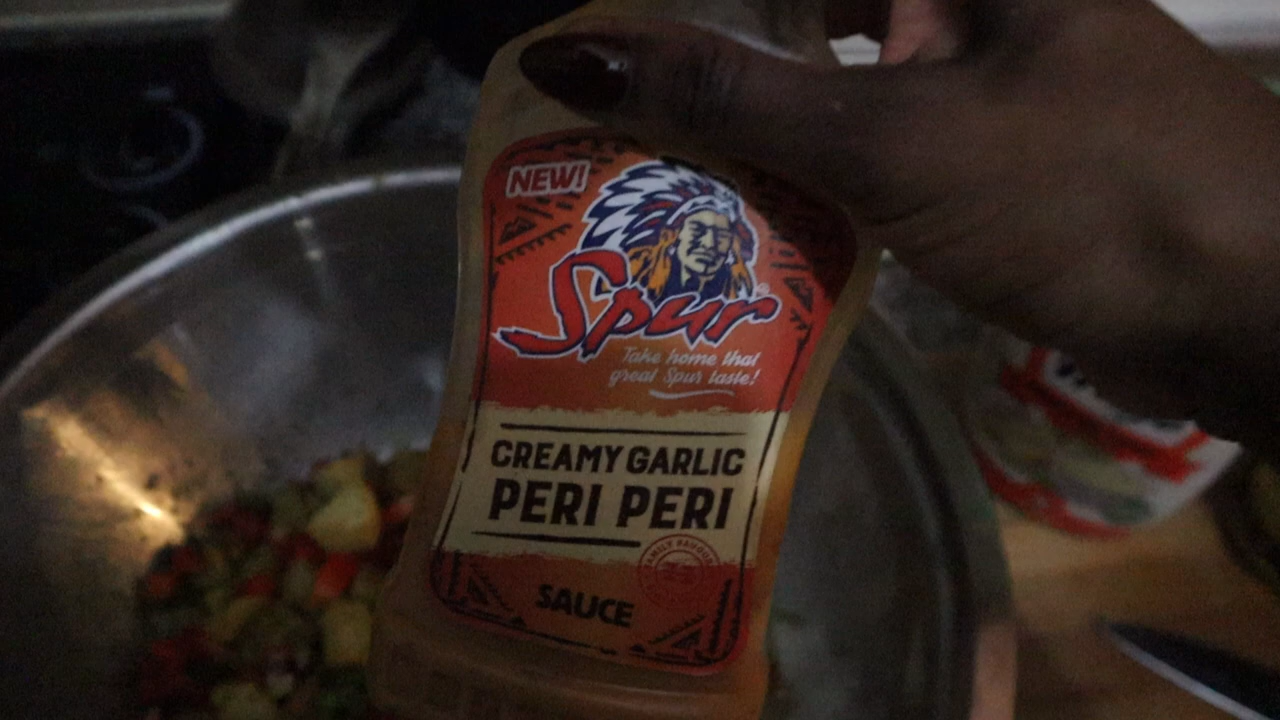 NEW!
Spur®
Take home that
great Spur taste!
CREAMY GARLIC
PERI PERI
SAUCE